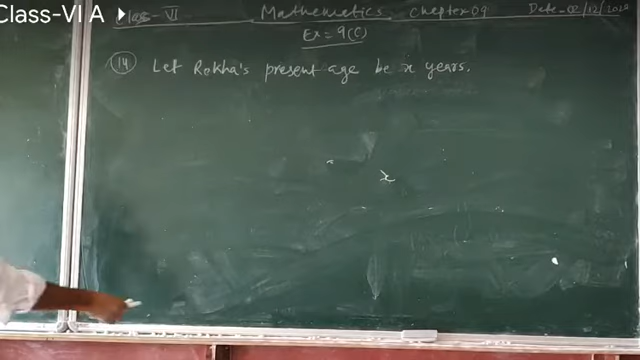 Class-VI A
Class VI Mathematics Chapter-09 Date-02/12/202
Ex = 9(C)
(14) Let Rekha's present age be x years.
x